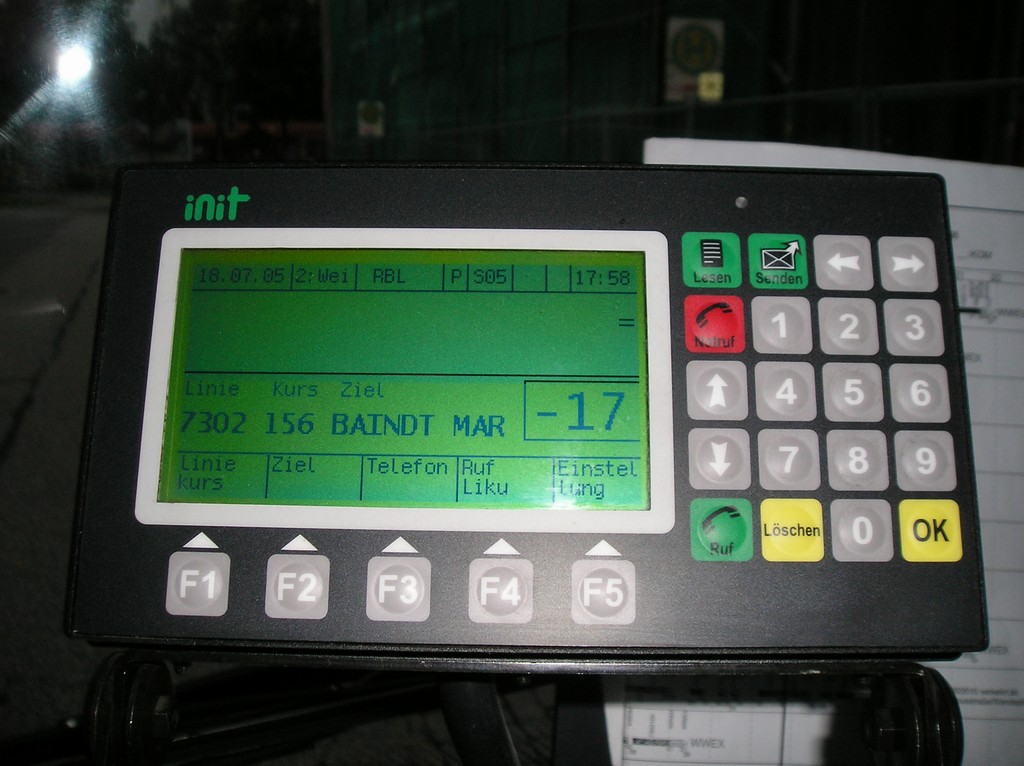 init
18.07.05 2:Wei RBL P S05 17:58
=
Linie Kurs Ziel
7302 156 BAINDT MAR -17
Linie kurs
Ziel
Telefon
Ruf Liku
Einstel lung
F1 F2 F3 F4 F5
Lesen Senden
Notruf 1 2 3
4 5 6
7 8 9
Ruf Löschen 0 OK
WWEX